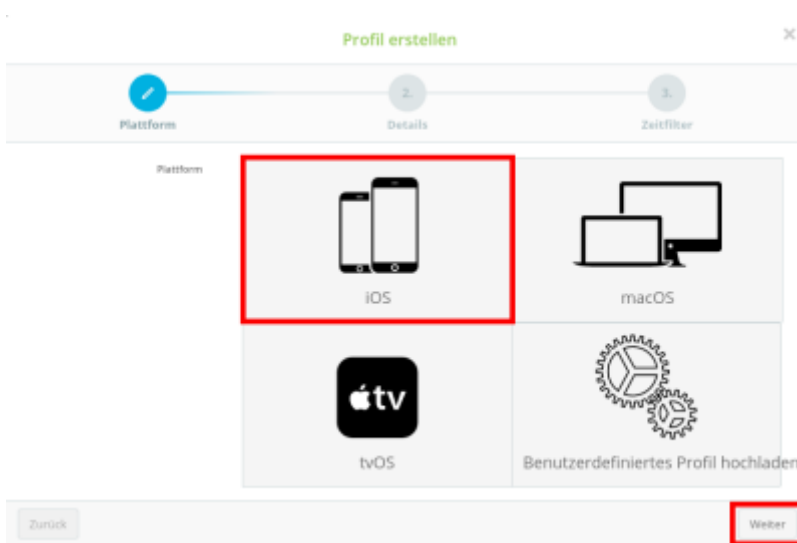 Profil erstellen
×
2.
3.
Plattform
Details
Zeitfilter
Plattform
iOS
macOS
tv
tvOS
Benutzerdefiniertes Profil hochladen
Zurück
Weiter